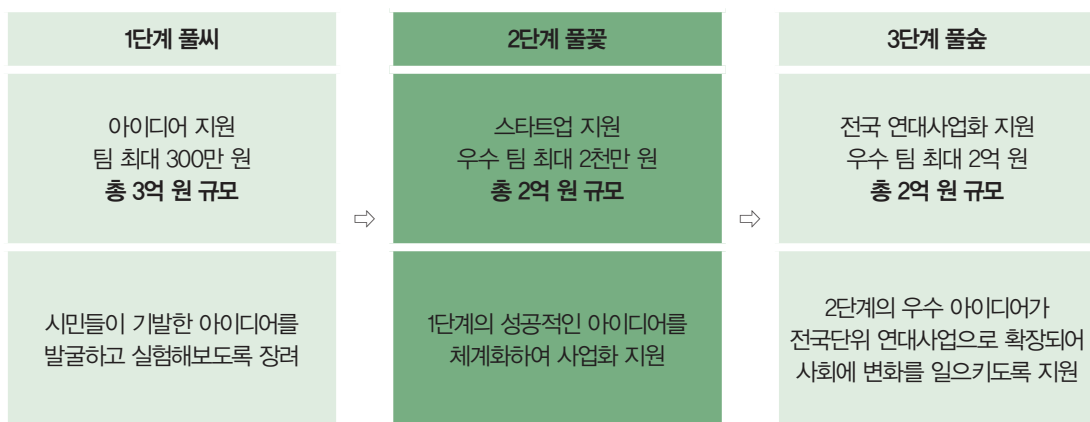 1단계 풀씨
아이디어 지원
팀 최대 300만 원
총 3억 원 규모
시민들이 기발한 아이디어를
발굴하고 실험해보도록 장려
⇨
2단계 풀꽃
스타트업 지원
우수 팀 최대 2천만 원
총 2억 원 규모
1단계의 성공적인 아이디어를
체계화하여 사업화 지원
⇨
3단계 풀숲
전국 연대사업화 지원
우수 팀 최대 2억 원
총 2억 원 규모
2단계의 우수 아이디어가
전국단위 연대사업으로 확장되어
사회에 변화를 일으키도록 지원